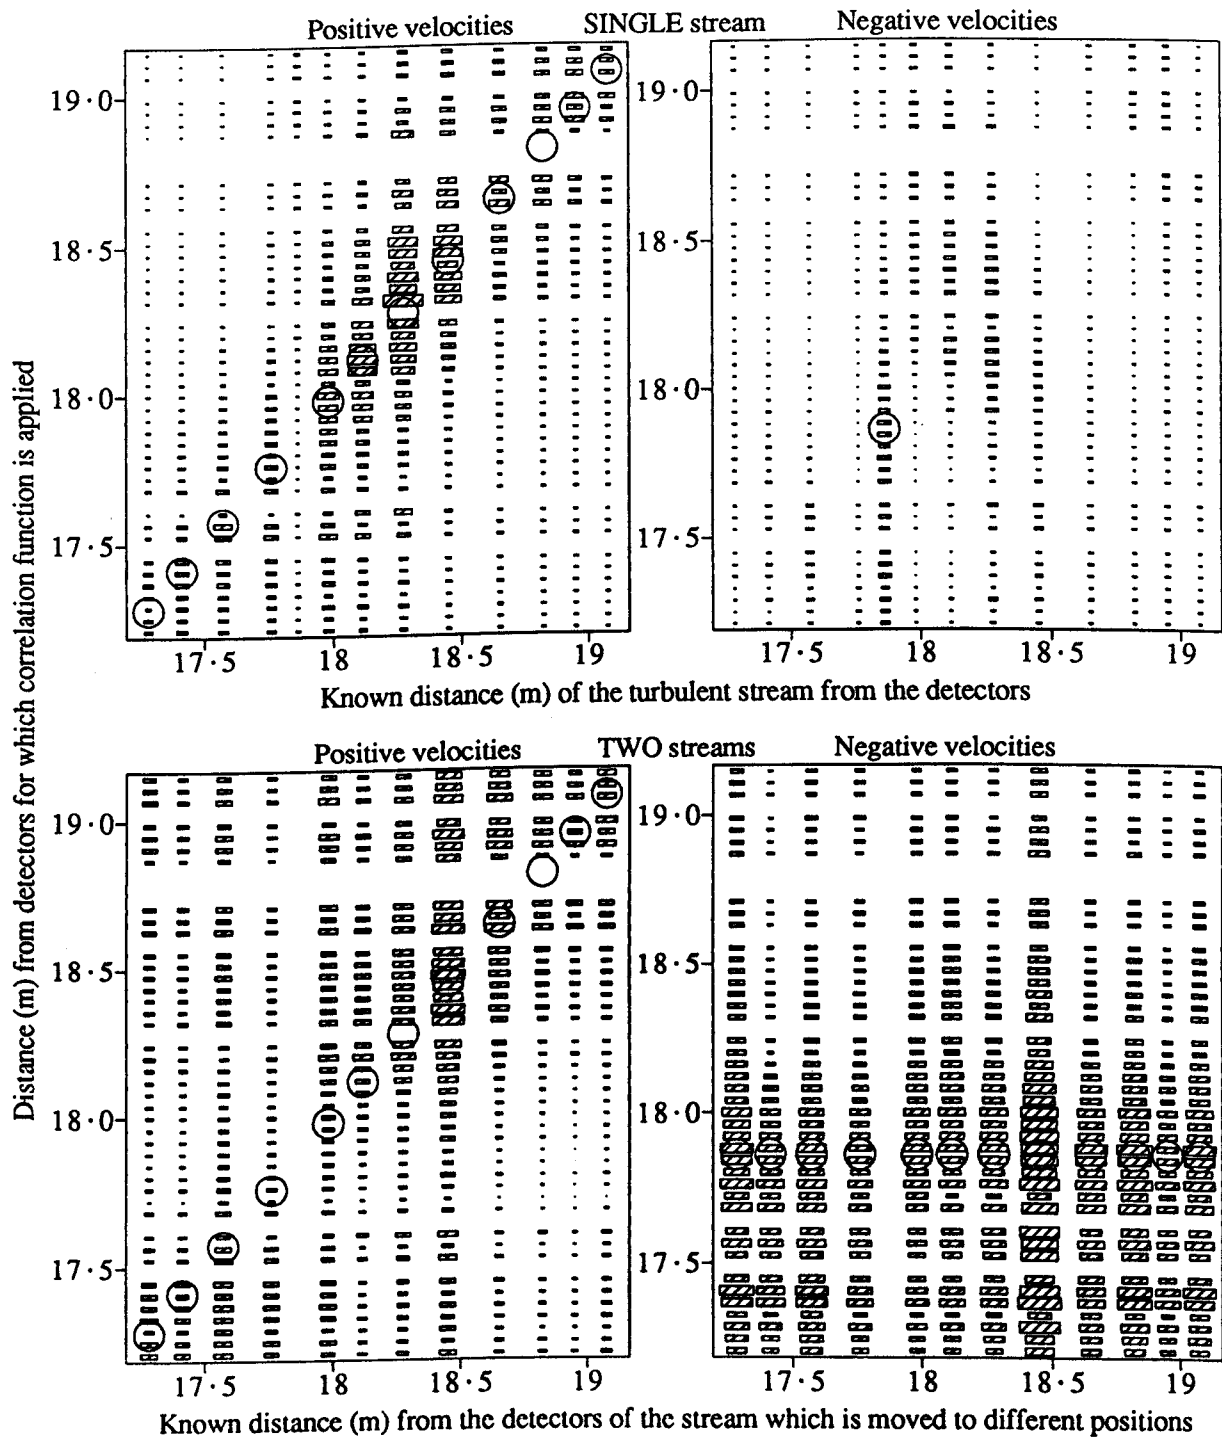 Positive velocities SINGLE stream Negative velocities
19·0
18·5
18·0
17·5
19·0
18·5
18·0
17·5
17·5 18 18·5 19
17·5 18 18·5 19
Known distance (m) of the turbulent stream from the detectors
Distance (m) from detectors for which correlation function is applied
Positive velocities TWO streams Negative velocities
19·0
18·5
18·0
17·5
19·0
18·5
18·0
17·5
17·5 18 18·5 19
17·5 18 18·5 19
Known distance (m) from the detectors of the stream which is moved to different positions